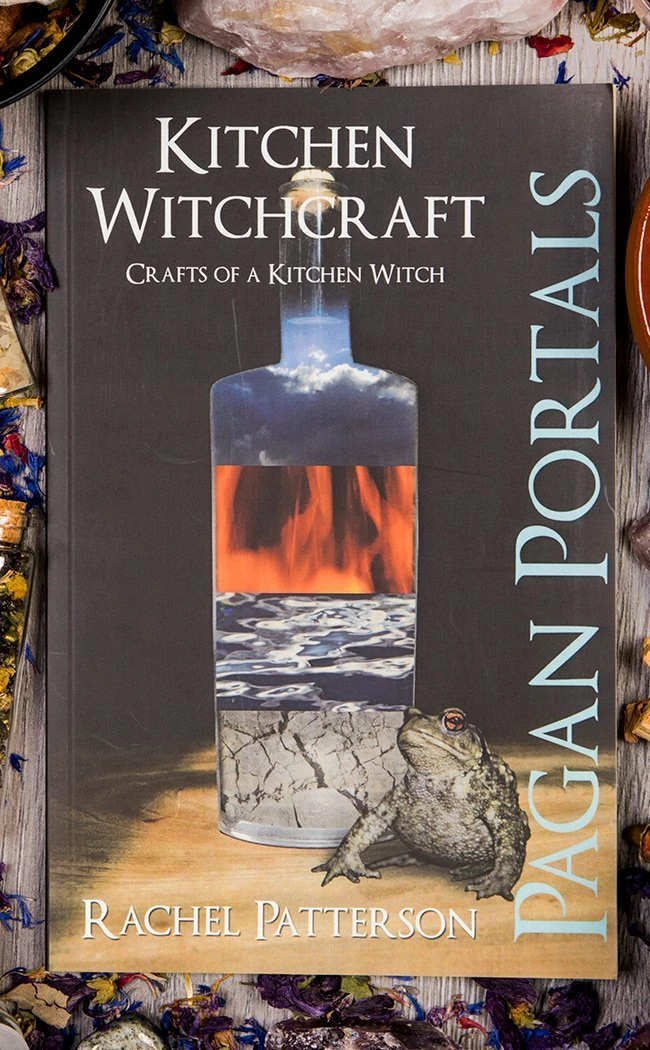 Kitchen
Witchcraft
Crafts of a Kitchen Witch
Pagan Portals
Rachel Patterson